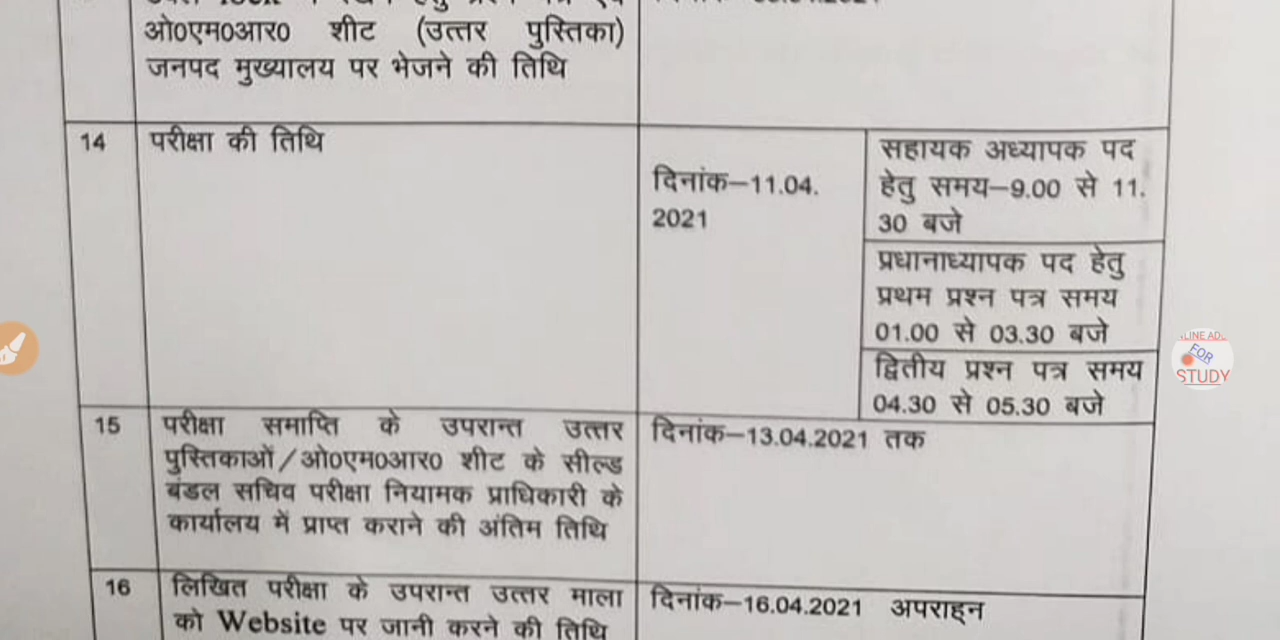 ओ०एम०आर० शीट (उत्तर पुस्तिका)
जनपद मुख्यालय पर भेजने की तिथि
14 परीक्षा की तिथि
दिनांक–11.04.
2021
सहायक अध्यापक पद
हेतु समय–9.00 से 11.
30 बजे
प्रधानाध्यापक पद हेतु
प्रथम प्रश्न पत्र समय
01.00 से 03.30 बजे
द्वितीय प्रश्न पत्र समय
04.30 से 05.30 बजे
15 परीक्षा समाप्ति के उपरान्त उत्तर
पुस्तिकाओं/ओ०एम०आर० शीट के सील्ड
बंडल सचिव परीक्षा नियामक प्राधिकारी के
कार्यालय में प्राप्त कराने की अंतिम तिथि
दिनांक–13.04.2021 तक
16 लिखित परीक्षा के उपरान्त उत्तर माला
को Website पर जानी करने की तिथि
दिनांक–16.04.2021 अपराह्न
FOR
STUDY